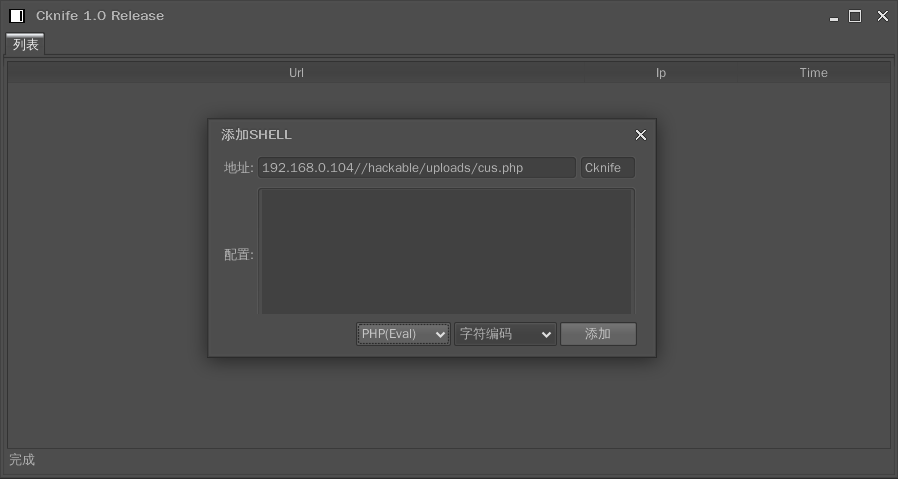 Cknife 1.0 Release
列表
Url Ip Time
添加SHELL
地址: 192.168.0.104//hackable/uploads/cus.php Cknife
配置:
PHP(Eval) 字符编码 添加
完成